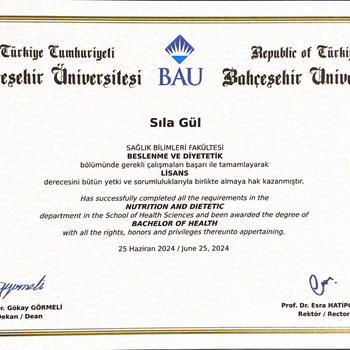 Türkiye Cumhuriyeti
Republic of Türki
eşehir Üniversitesi
BAU
Bahçeşehir Unive
Sıla Gül
SAĞLIK BİLİMLERİ FAKÜLTESİ
BESLENME VE DİYETETİK
bölümünde gerekli çalışmaları başarı ile tamamlayarak
LİSANS
derecesini bütün yetki ve sorumluluklarıyla birlikte almaya hak kazanmıştır.
Has successfully completed all the requirements in the
NUTRITION AND DIETETIC
department in the School of Health Sciences and been awarded the degree of
BACHELOR OF HEALTH
with all the rights, honors and privileges thereunto appertaining.
25 Haziran 2024 / June 25, 2024
r. Gökay GÖRMELİ
Dekan / Dean
Prof. Dr. Esra HATİPO
Rektör / Rector